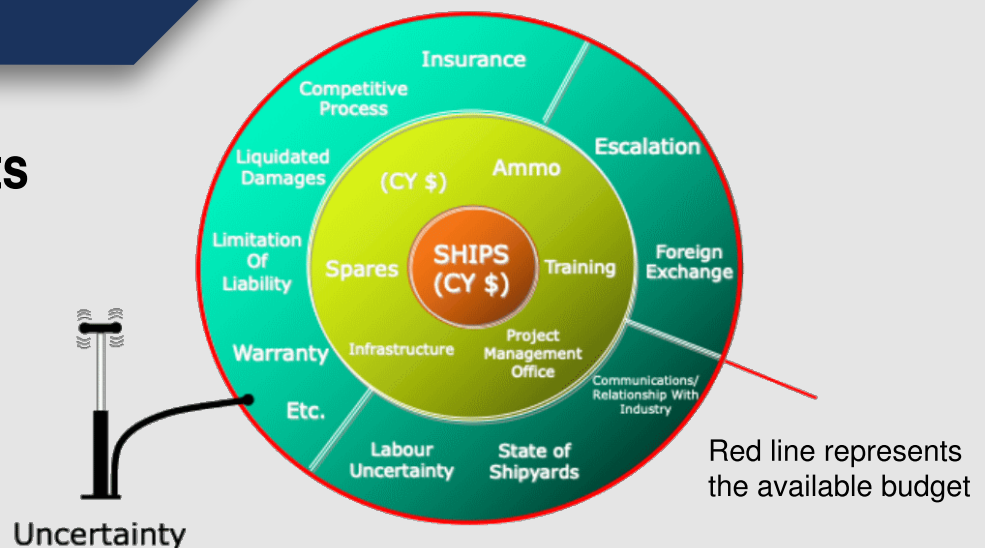 ts
Insurance
Competitive
Process
Escalation
Liquidated
Damages
(CY $)
Ammo
Limitation
Of
Liability
Spares
SHIPS
(CY $)
Training
Foreign
Exchange
Warranty
Infrastructure
Project
Management
Office
Communications/
Relationship With
Industry
Etc.
Labour
Uncertainty
State of
Shipyards
Red line represents
the available budget
Uncertainty